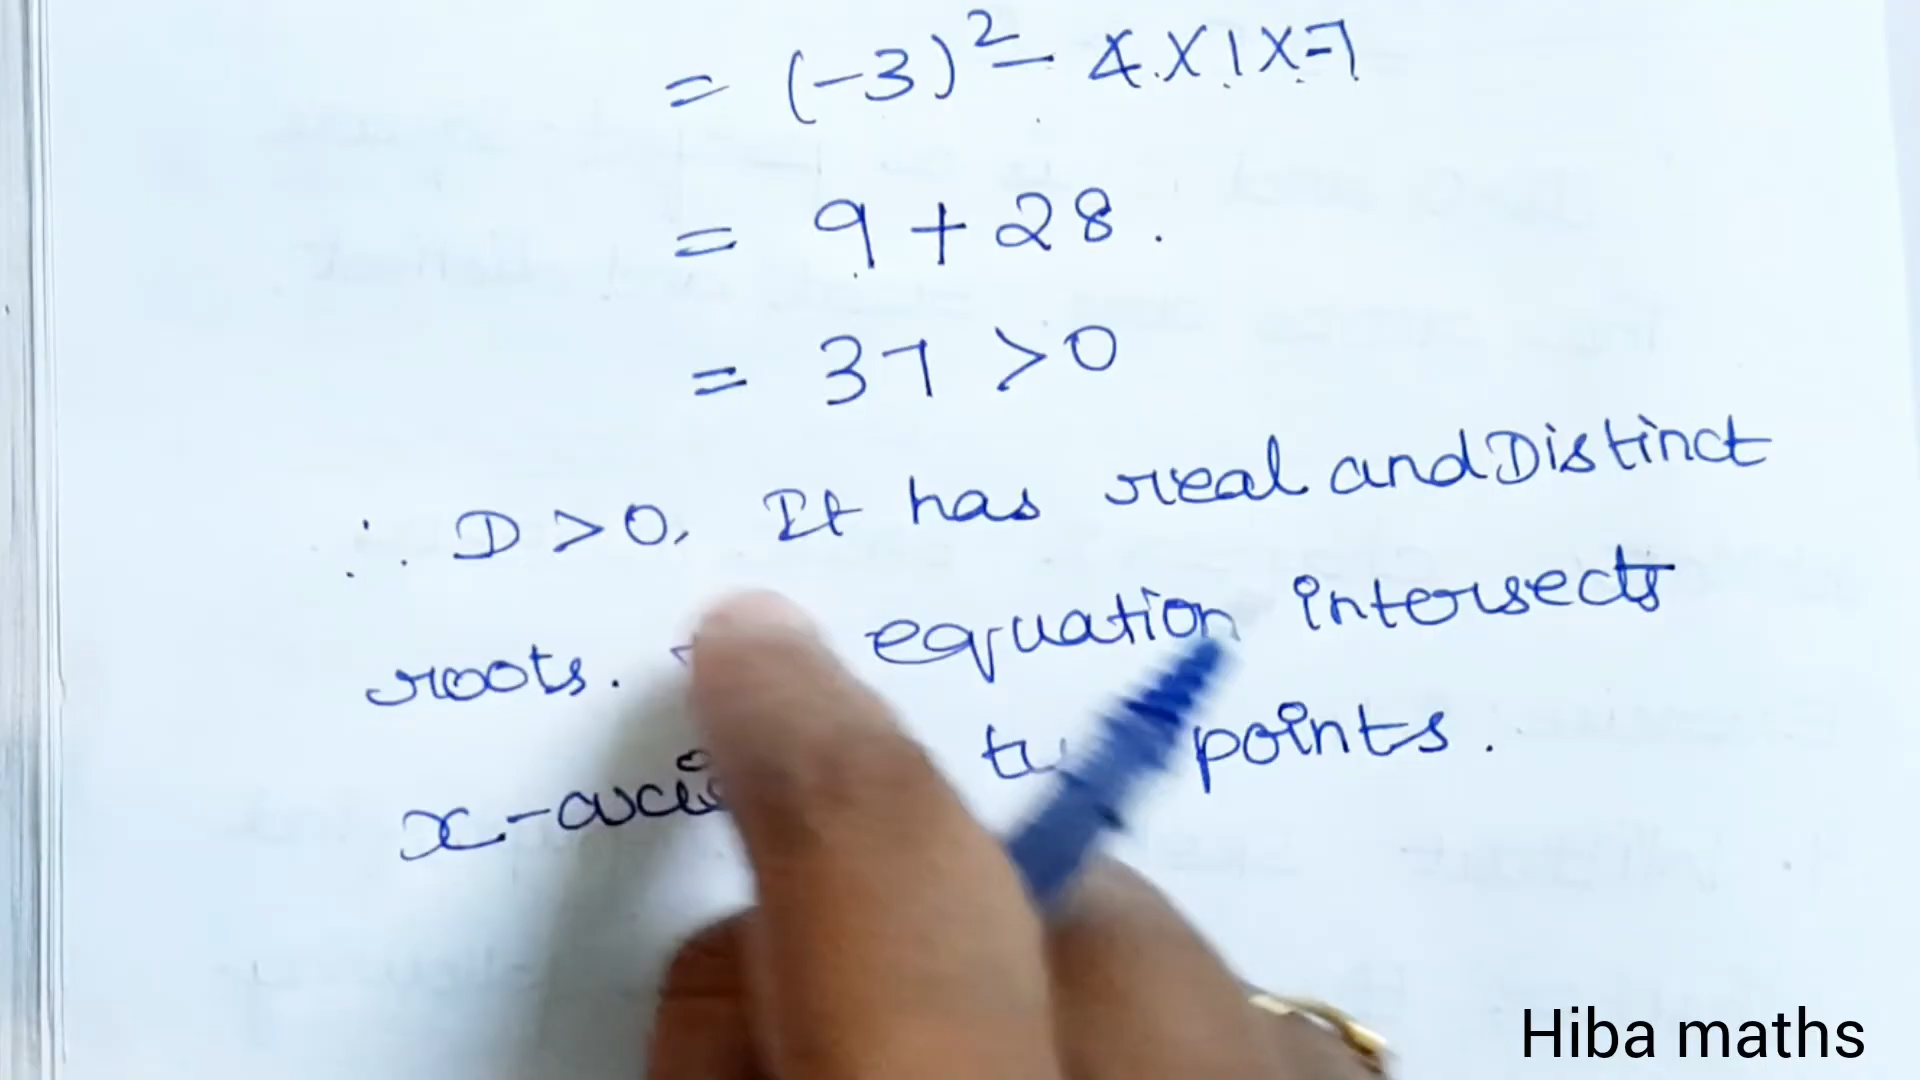 = (-3)² - 4×1×-7
= 9 + 28.
= 37 > 0
∴ D > 0, It has real and Distinct
roots. equation intersects
points.
Hiba maths